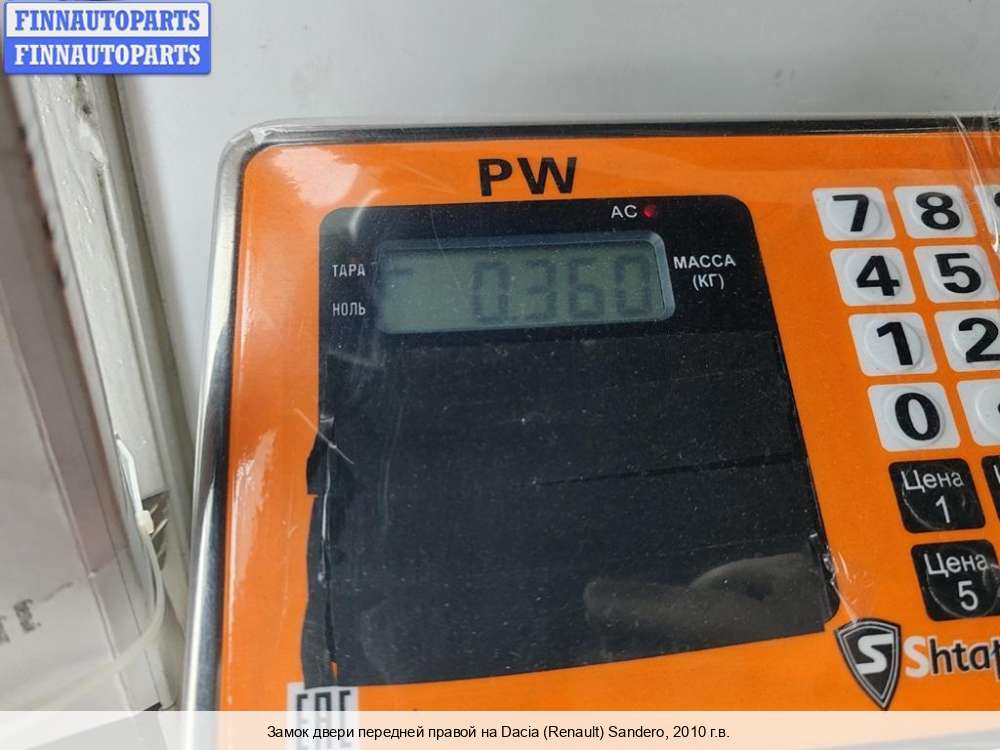 FINNAUTOPARTS
FINNAUTOPARTS
PW
AC
ТАРА
НОЛЬ
0.360
МАССА
(КГ)
7 8
4 5
1 2
0
Цена
1
Цена
5
S
EAC
Замок двери передней правой на Dacia (Renault) Sandero, 2010 г.в.